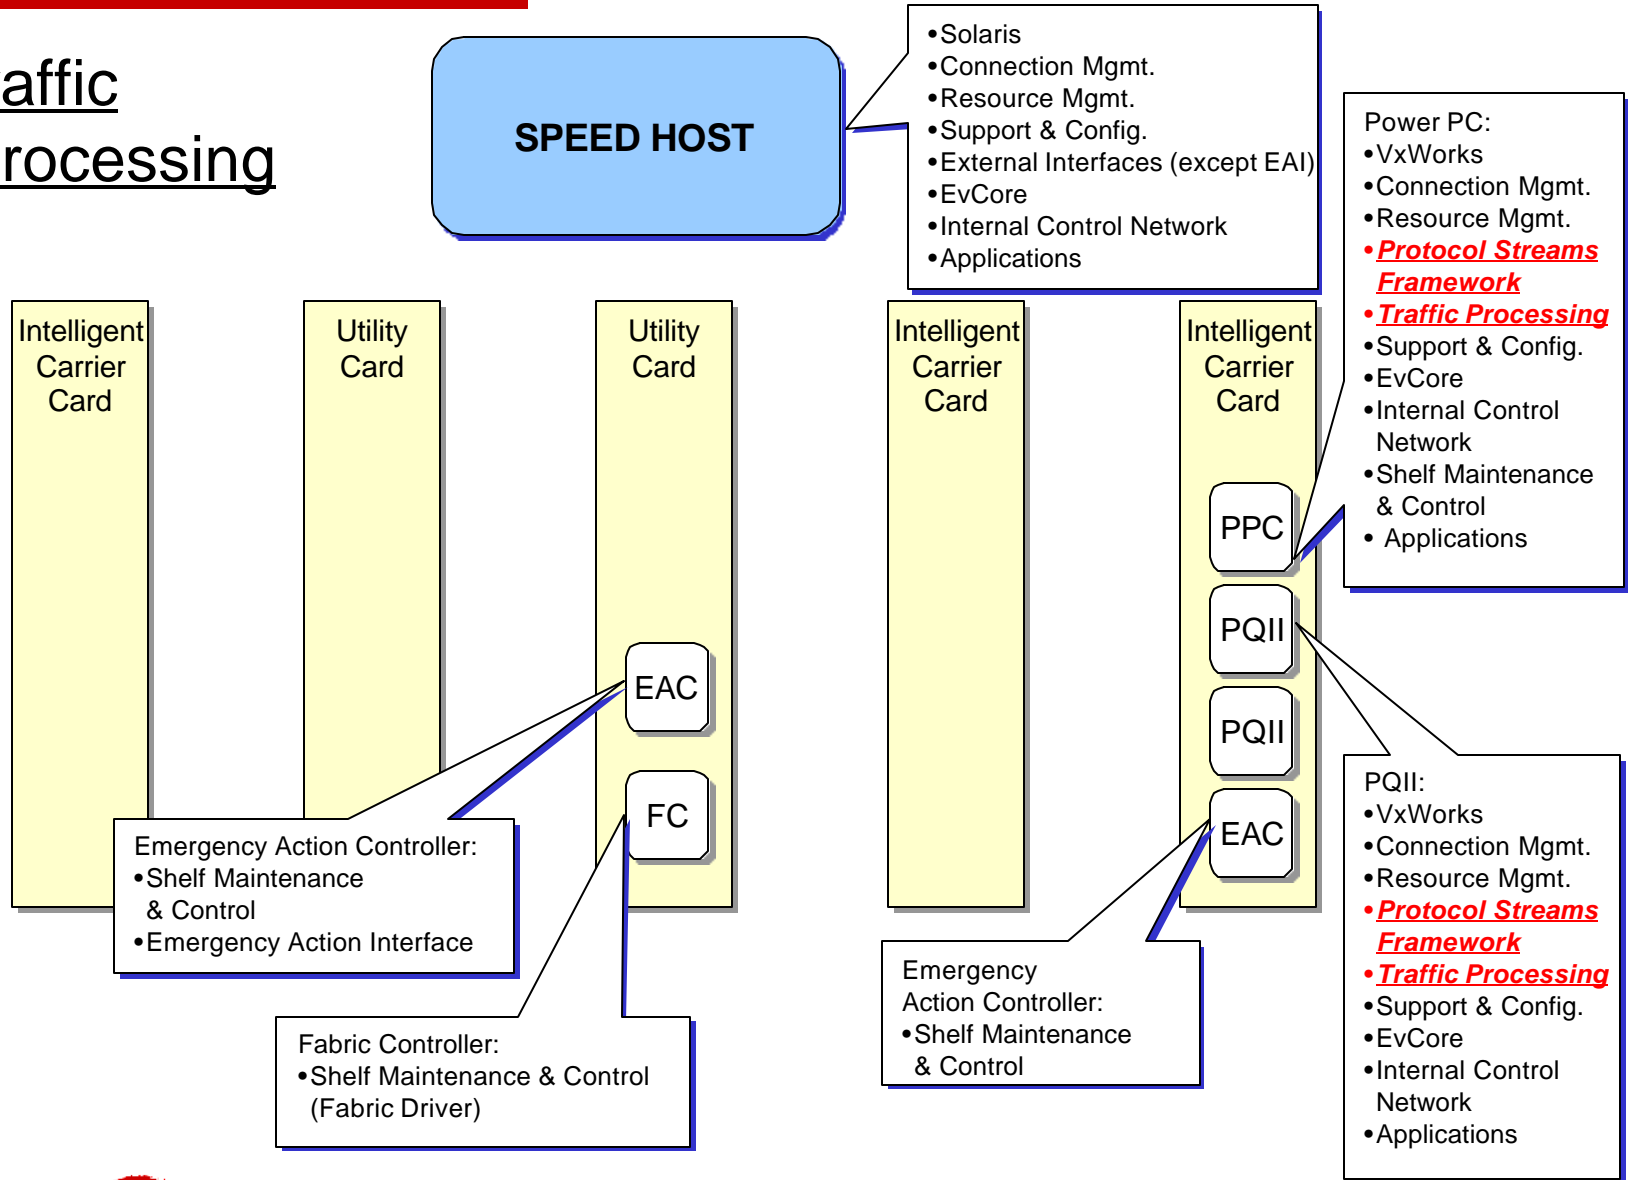 affic
rocessing
SPEED HOST
•Solaris
•Connection Mgmt.
•Resource Mgmt.
•Support & Config.
•External Interfaces (except EAI)
•EvCore
•Internal Control Network
•Applications
Power PC:
•VxWorks
•Connection Mgmt.
•Resource Mgmt.
•Protocol Streams
Framework
•Traffic Processing
•Support & Config.
•EvCore
•Internal Control
Network
•Shelf Maintenance
& Control
• Applications
Intelligent
Carrier
Card
Utility
Card
Utility
Card
Intelligent
Carrier
Card
Intelligent
Carrier
Card
PPC
PQII
PQII
EAC
EAC
FC
Emergency Action Controller:
•Shelf Maintenance
& Control
•Emergency Action Interface
Fabric Controller:
•Shelf Maintenance & Control
(Fabric Driver)
Emergency
Action Controller:
•Shelf Maintenance
& Control
PQII:
•VxWorks
•Connection Mgmt.
•Resource Mgmt.
•Protocol Streams
Framework
•Traffic Processing
•Support & Config.
•EvCore
•Internal Control
Network
•Applications